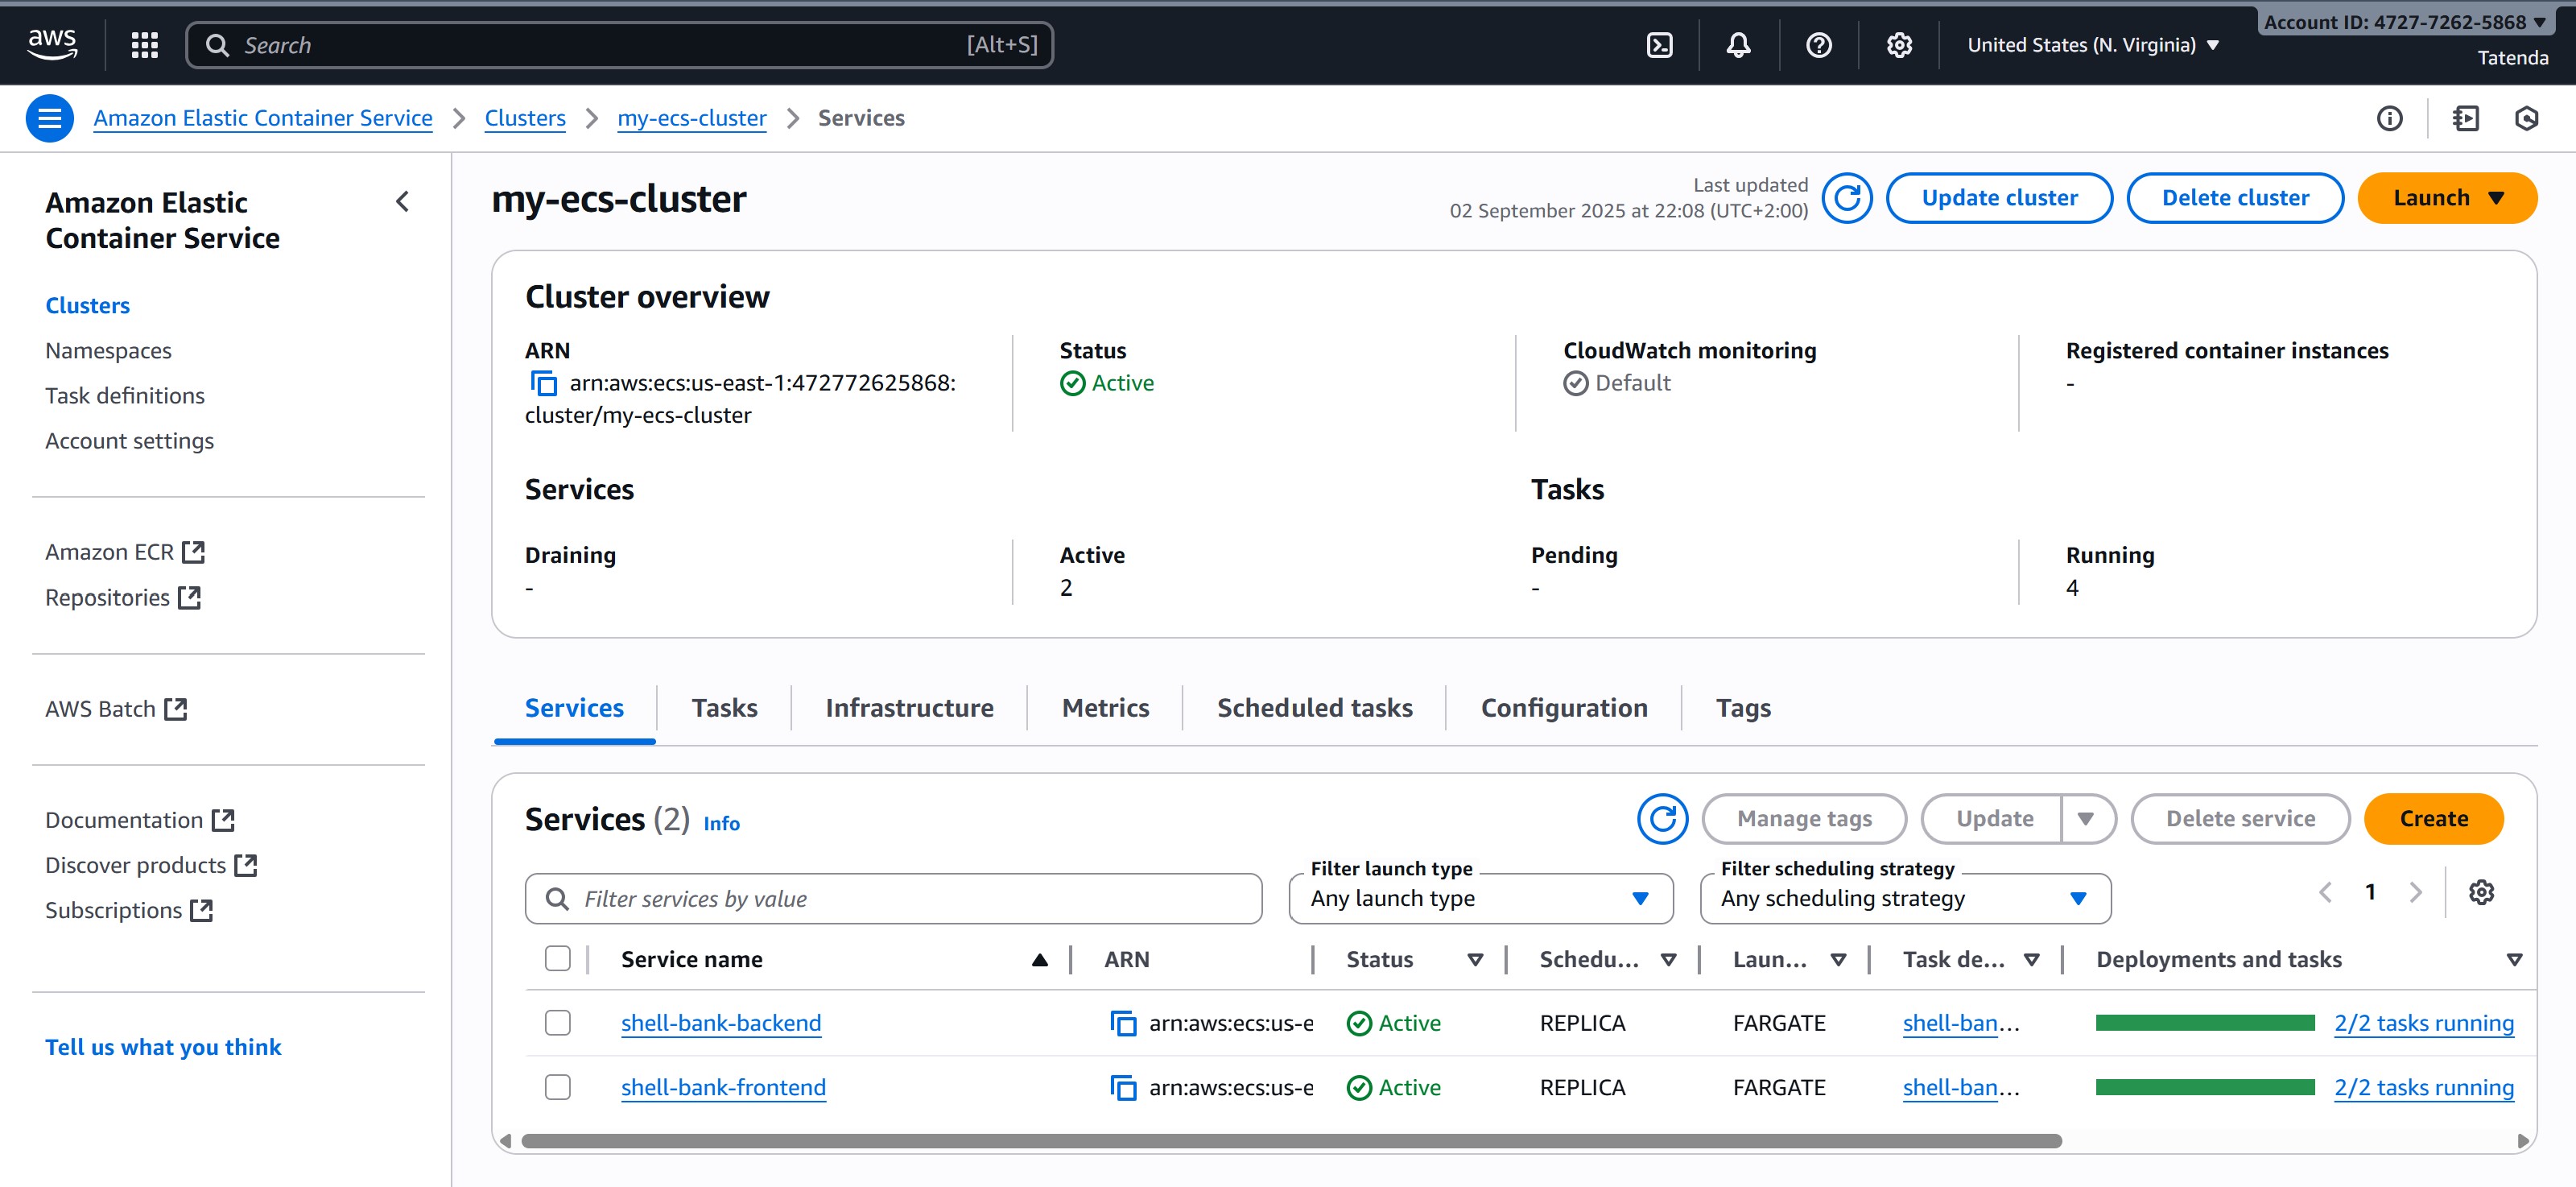 aws
Search
[Alt+S]
United States (N. Virginia)
Account ID: 4727-7262-5868
Tatenda
Amazon Elastic Container Service
Clusters
my-ecs-cluster
Services
Amazon Elastic
Container Service
Clusters
Namespaces
Task definitions
Account settings
Amazon ECR
Repositories
AWS Batch
Documentation
Discover products
Subscriptions
Tell us what you think
my-ecs-cluster
Last updated
02 September 2025 at 22:08 (UTC+2:00)
Update cluster
Delete cluster
Launch
Cluster overview
ARN
arn:aws:ecs:us-east-1:472772625868:
cluster/my-ecs-cluster
Status
Active
CloudWatch monitoring
Default
Registered container instances
-
Services
Tasks
Draining
-
Active
2
Pending
-
Running
4
Services
Tasks
Infrastructure
Metrics
Scheduled tasks
Configuration
Tags
Services (2) Info
Manage tags
Update
Delete service
Create
Filter services by value
Filter launch type
Any launch type
Filter scheduling strategy
Any scheduling strategy
1
Service name ARN Status Schedu... Laun... Task de... Deployments and tasks
shell-bank-backend arn:aws:ecs:us-e Active REPLICA FARGATE shell-ban... 2/2 tasks running
shell-bank-frontend arn:aws:ecs:us-e Active REPLICA FARGATE shell-ban... 2/2 tasks running